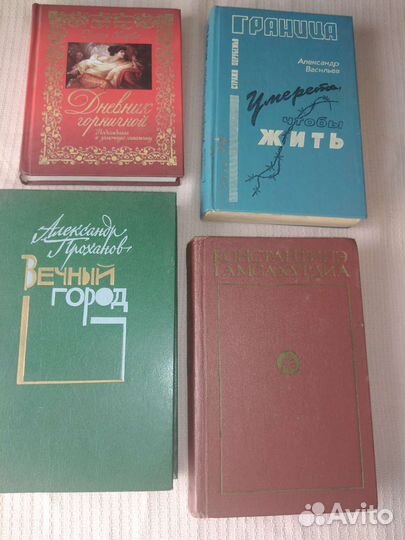 Дневник
горничной
ГРАНИЦА
Александр
Васильев
Умереть,
чтобы
ЖИТЬ
Александр
Проханов
ВЕЧНЫЙ
ГОРОД
КОНСТАНТИНЭ
ГАМСАХУРДИА
Avito